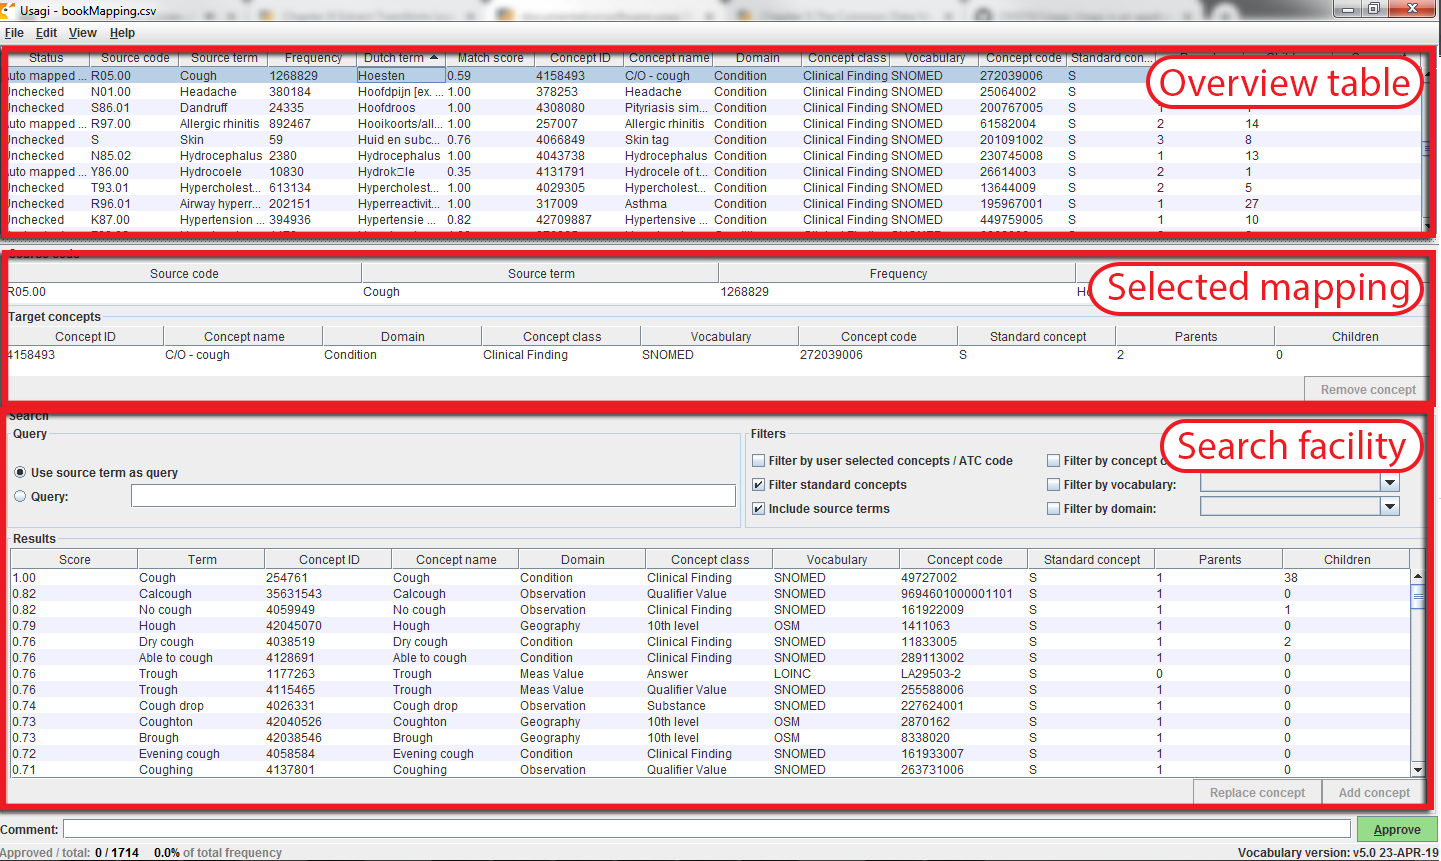 Usagi - bookMapping.csv
File Edit View Help
Status Source code Source term Frequency Dutch term Match score Concept ID Concept name Domain Concept class Vocabulary Concept code Standard con...
Auto mapped ... R05.00 Cough 1268829 Hoesten 0.59 4158493 C/O - cough Condition Clinical Finding SNOMED 272039006 S
Unchecked N01.00 Headache 380184 Hoofdpijn [ex. ... 1.00 378253 Headache Condition Clinical Finding SNOMED 25064002 S
Unchecked S86.01 Dandruff 24335 Hoofdroos 1.00 4308080 Pityriasis sim... Condition Clinical Finding SNOMED 200767005 S
Auto mapped ... R97.00 Allergic rhinitis 892467 Hooikoorts/all... 1.00 257007 Allergic rhinitis Condition Clinical Finding SNOMED 61582004 S 2 14
Unchecked S Skin 59 Huid en subc... 0.76 4066849 Skin tag Condition Clinical Finding SNOMED 201091002 S 3 8
Unchecked N85.02 Hydrocephalus 2380 Hydrocephalus 1.00 4043738 Hydrocephalus Condition Clinical Finding SNOMED 230745008 S 1 13
Auto mapped ... Y86.00 Hydrocoele 10830 Hydrok□le 0.35 4131791 Hydrocele of t... Condition Clinical Finding SNOMED 26614003 S 2 1
Unchecked T93.01 Hypercholest... 613134 Hypercholest... 1.00 4029305 Hypercholest... Condition Clinical Finding SNOMED 13644009 S 2 5
Unchecked R96.01 Airway hyperr... 202151 Hyperreactivit... 1.00 317009 Asthma Condition Clinical Finding SNOMED 195967001 S 1 27
Unchecked K87.00 Hypertension ... 394936 Hypertensie ... 0.82 42709887 Hypertensive ... Condition Clinical Finding SNOMED 449759005 S 1 10
Overview table
Source code
Source code Source term Frequency
R05.00 Cough 1268829
Selected mapping
Target concepts
Concept ID Concept name Domain Concept class Vocabulary Concept code Standard concept Parents Children
4158493 C/O - cough Condition Clinical Finding SNOMED 272039006 S 2 0
Remove concept
Search
Search facility
Query
Use source term as query
Query:
Filters
Filter by user selected concepts / ATC code Filter by concept
Filter standard concepts Filter by vocabulary:
Include source terms Filter by domain:
Results
Score Term Concept ID Concept name Domain Concept class Vocabulary Concept code Standard concept Parents Children
1.00 Cough 254761 Cough Condition Clinical Finding SNOMED 49727002 S 1 38
0.82 Calcough 35631543 Calcough Observation Qualifier Value SNOMED 9694601000001101 S 1 0
0.82 No cough 4059949 No cough Observation Clinical Finding SNOMED 161922009 S 1 1
0.79 Hough 42045070 Hough Geography 10th level OSM 1411063 S 1 0
0.76 Dry cough 4038519 Dry cough Condition Clinical Finding SNOMED 11833005 S 1 2
0.76 Able to cough 4128691 Able to cough Condition Clinical Finding SNOMED 289113002 S 1 0
0.76 Trough 1177263 Trough Meas Value Answer LOINC LA29503-2 S 0 0
0.76 Trough 4115465 Trough Meas Value Qualifier Value SNOMED 255588006 S 1 0
0.74 Cough drop 4026331 Cough drop Observation Substance SNOMED 227624001 S 1 0
0.73 Coughton 42040526 Coughton Geography 10th level OSM 2870162 S 1 0
0.73 Brough 42038546 Brough Geography 10th level OSM 8338020 S 1 0
0.72 Evening cough 4058584 Evening cough Condition Clinical Finding SNOMED 161933007 S 1 0
0.71 Coughing 4137801 Coughing Observation Qualifier Value SNOMED 263731006 S 1 0
Replace concept Add concept
Comment: Approve
Approved / total: 0 / 1714 0.0% of total frequency Vocabulary version: v5.0 23-APR-19